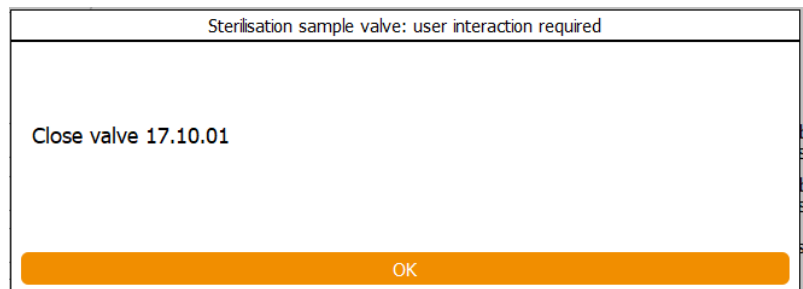 Sterilisation sample valve: user interaction required
Close valve 17.10.01
OK